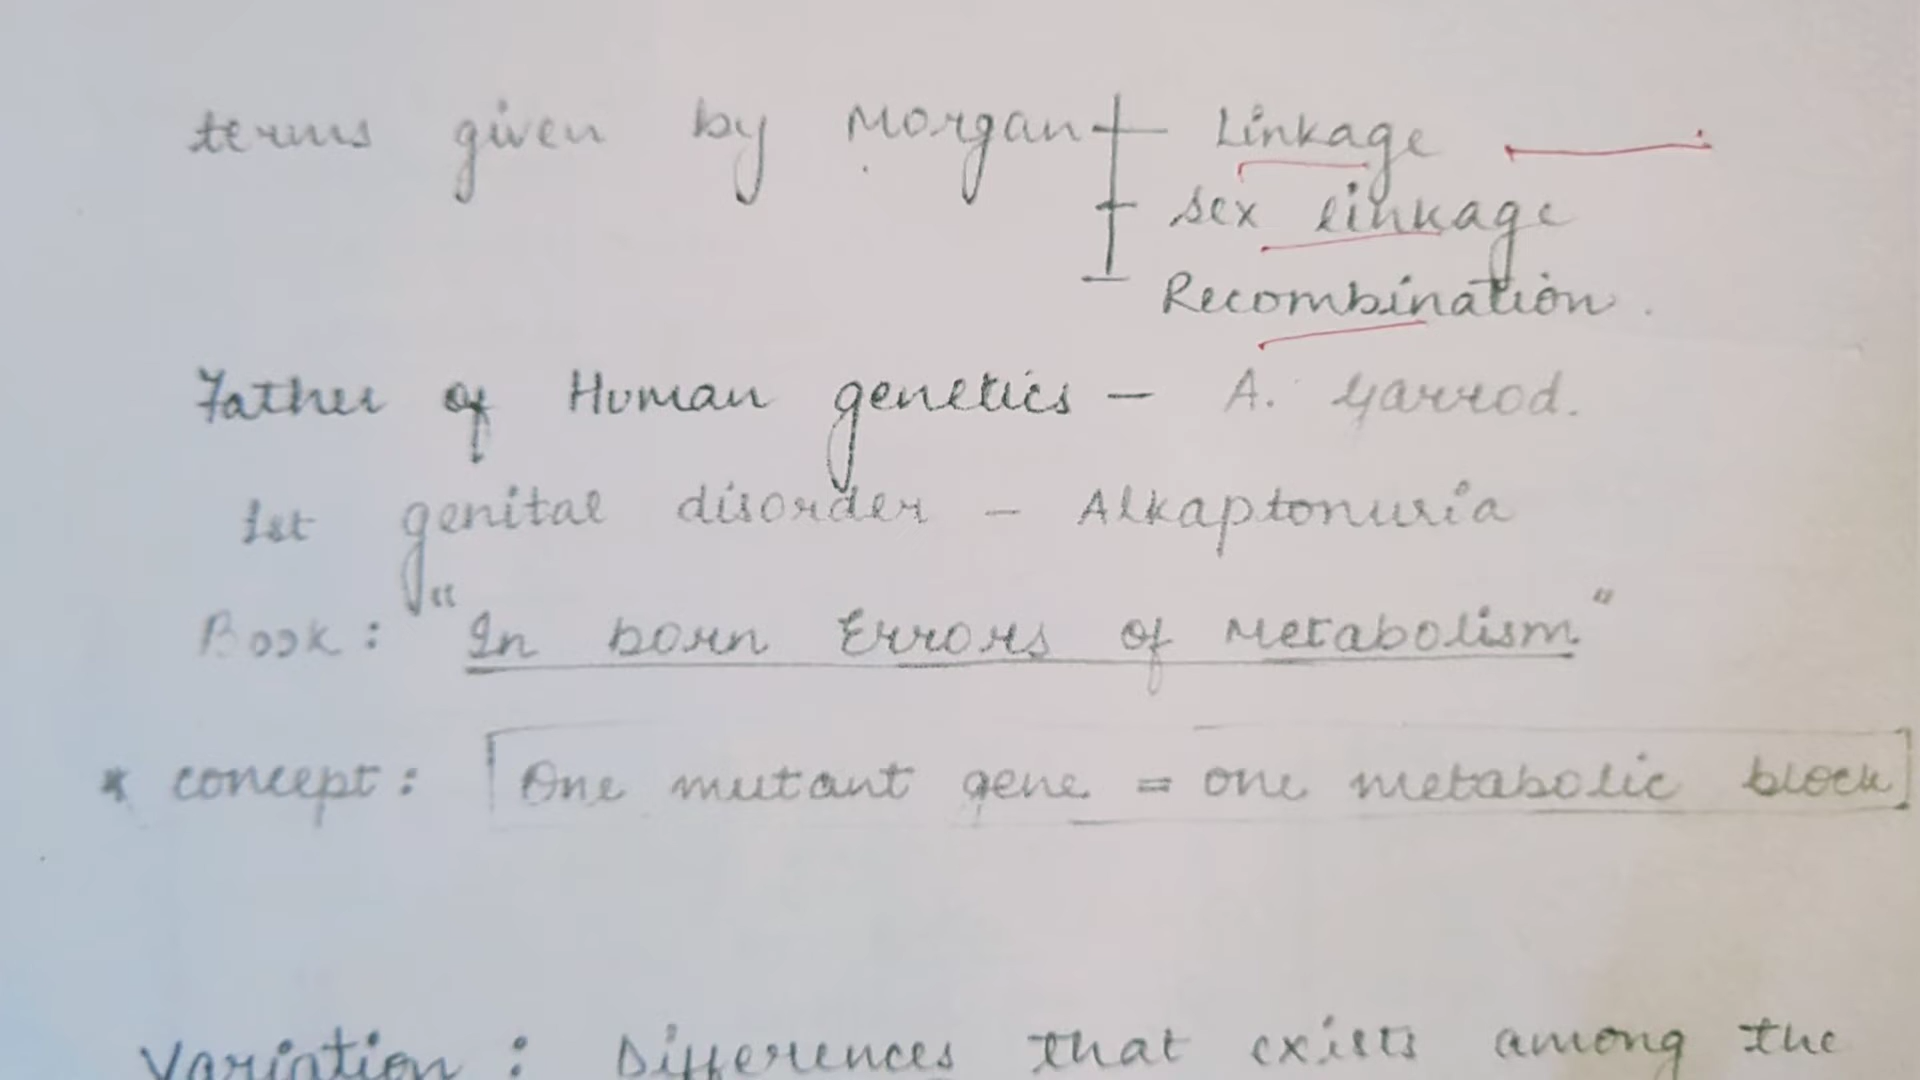 terms given by Morgan Linkage
sex linkage
Recombination.
Father of Human genetics - A. Garrod.
1st genital disorder - Alkaptonuria
Book: "In born Errors of Metabolism"
* concept: One mutant gene = one metabolic block
Variation: Differences that exists among the